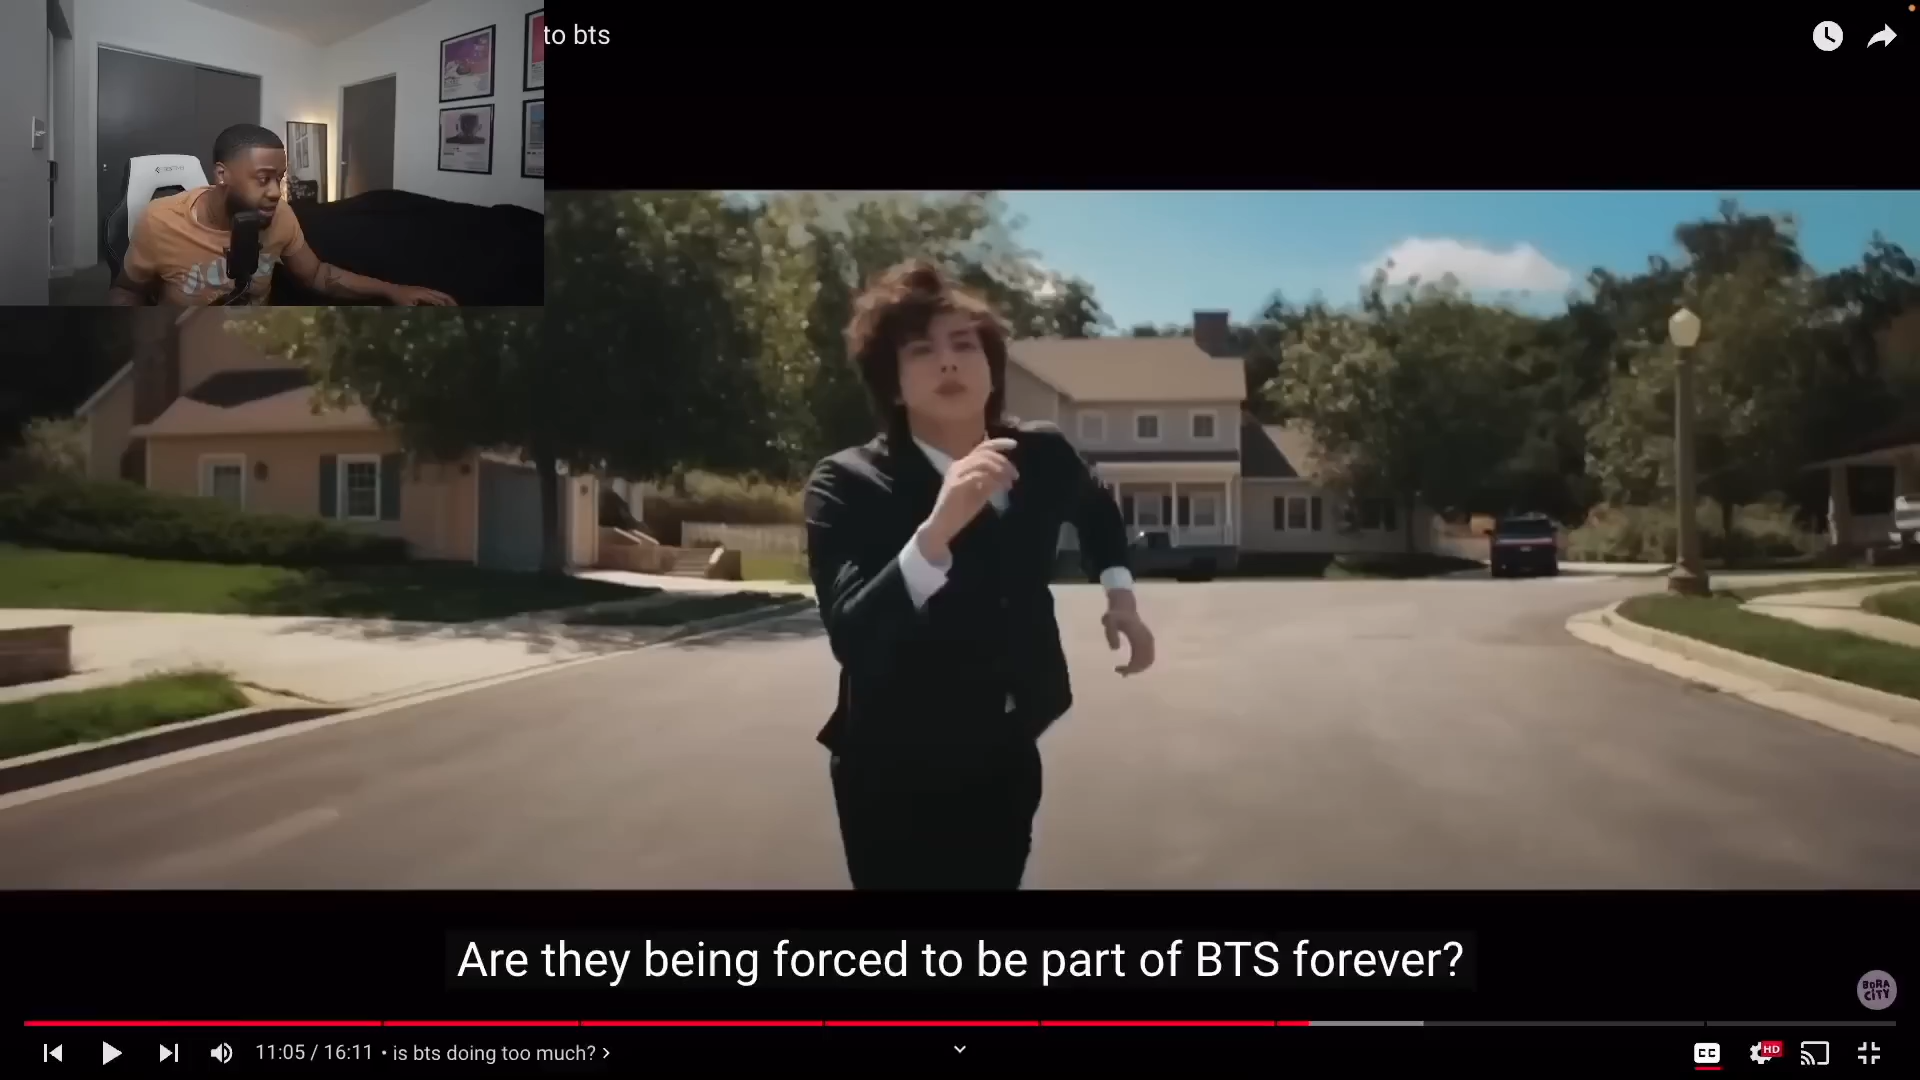 to bts
Are they being forced to be part of BTS forever?
BORA
CITY
11:05 / 16:11 • is bts doing too much? >
CC
HD